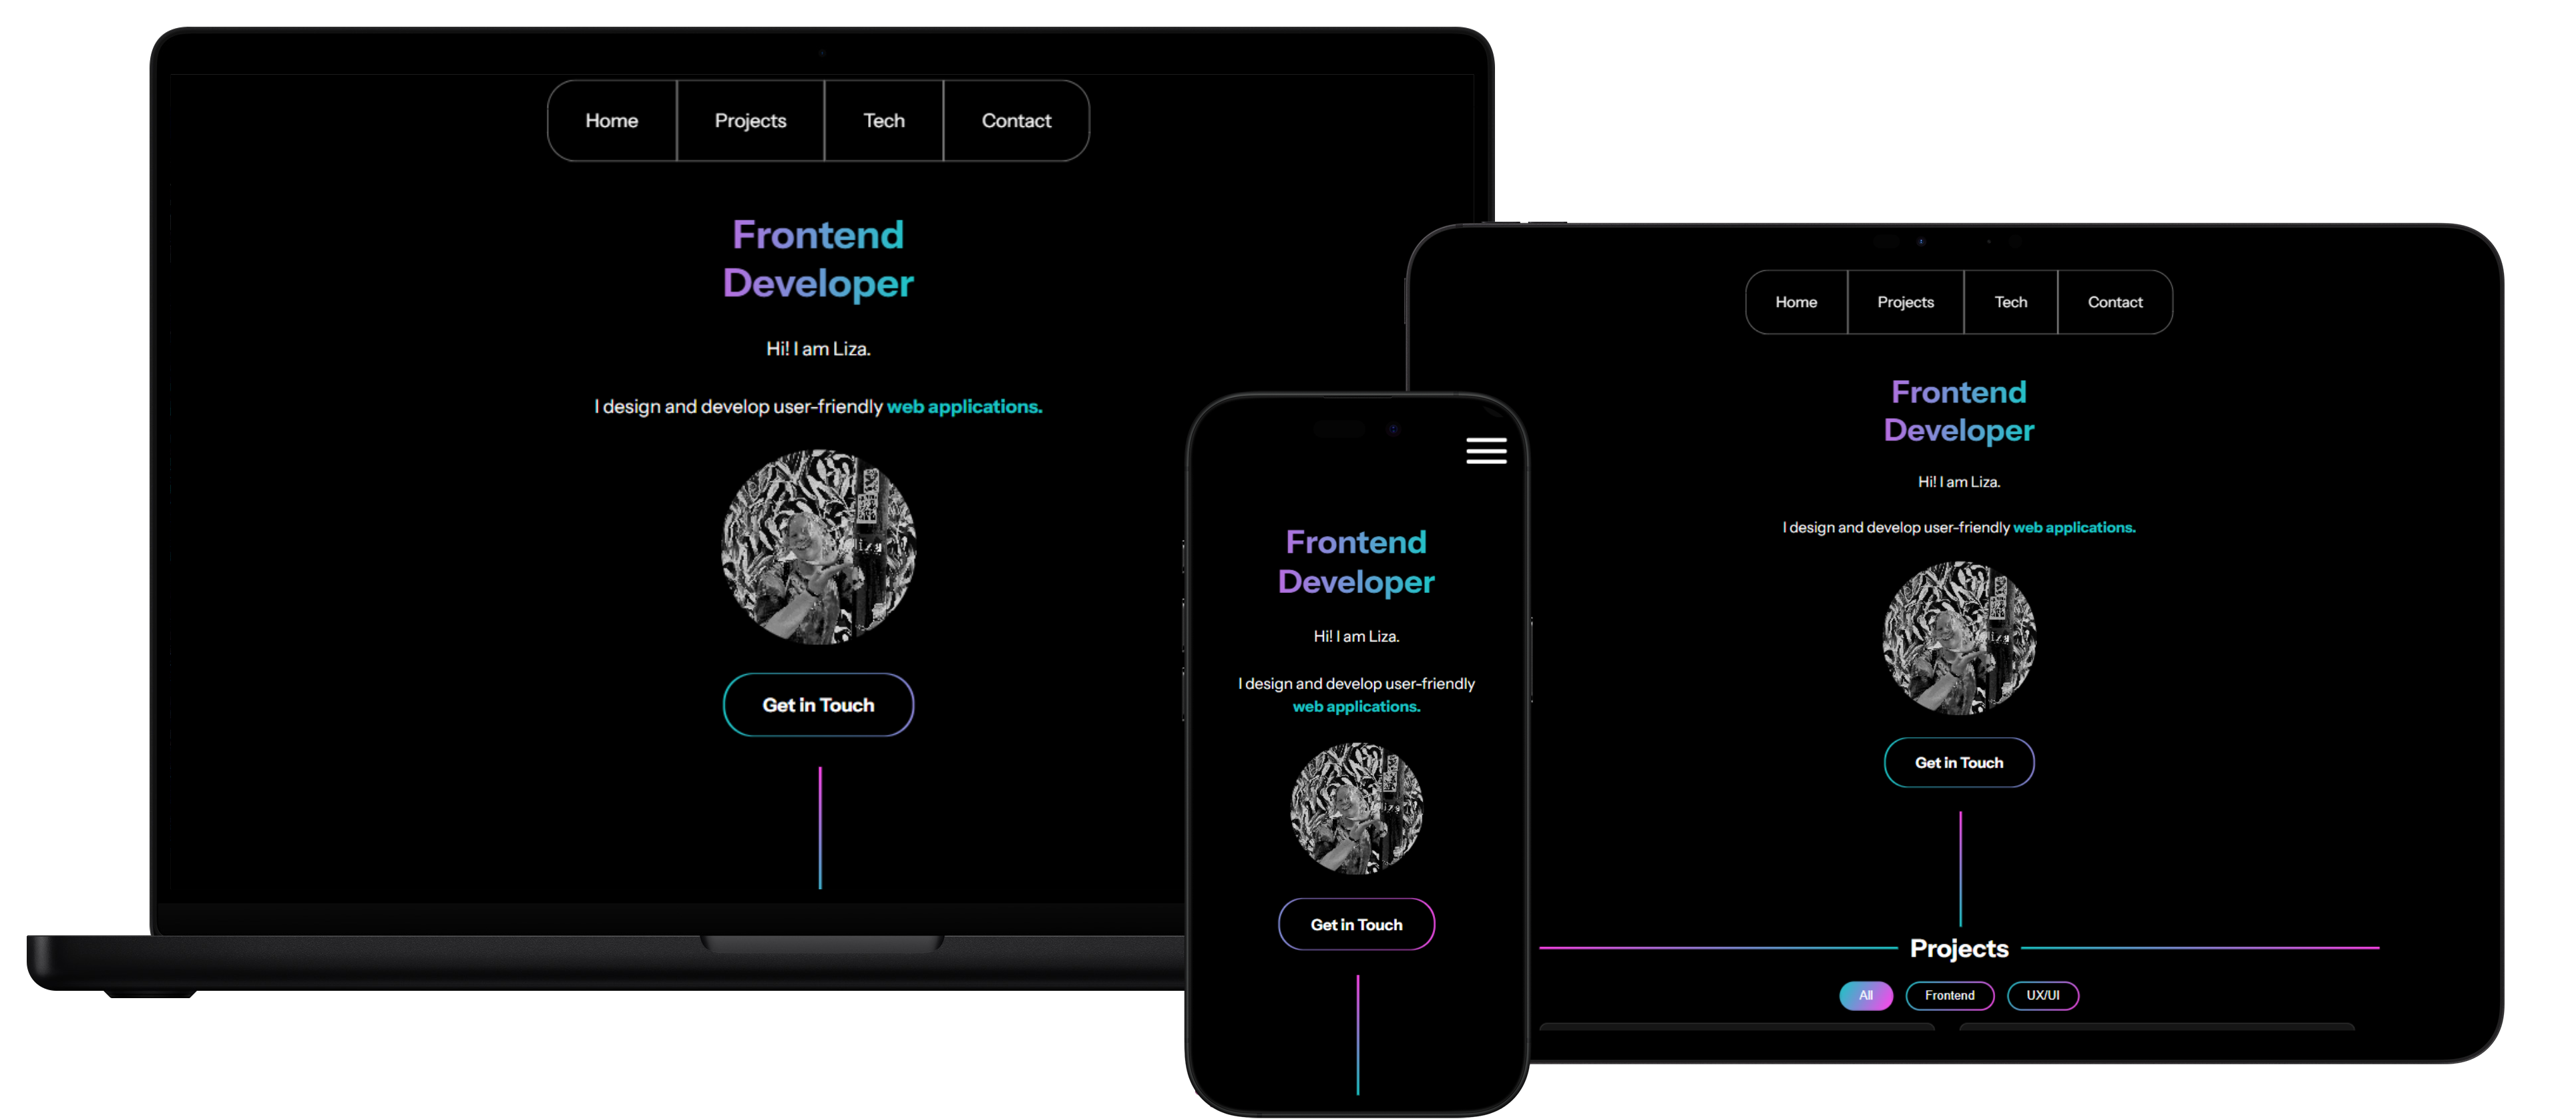 Home Projects Tech Contact
Frontend
Developer
Hi! I am Liza.
I design and develop user-friendly web applications.
Get in Touch
Frontend
Developer
Hi! I am Liza.
I design and develop user-friendly
web applications.
Get in Touch
Home Projects Tech Contact
Frontend
Developer
Hi! I am Liza.
I design and develop user-friendly web applications.
Get in Touch
Projects
All Frontend UX/UI